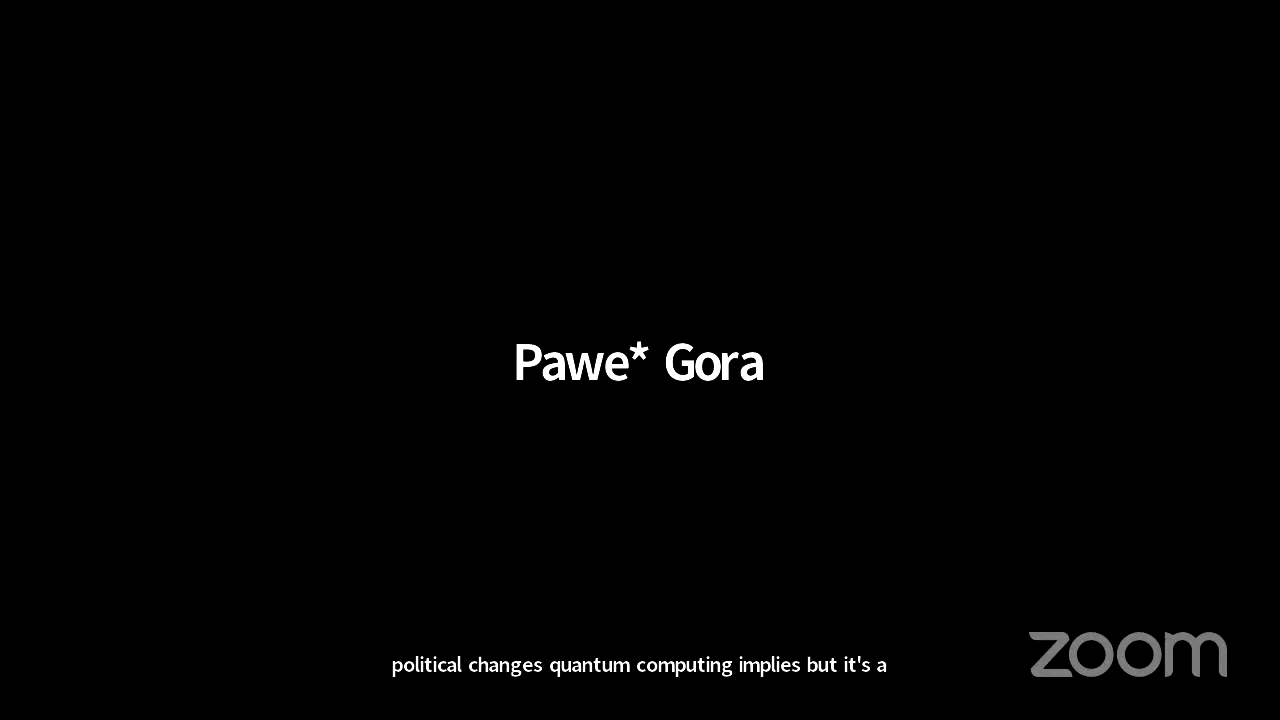 Pawe* Gora
political changes quantum computing implies but it's a
zoom